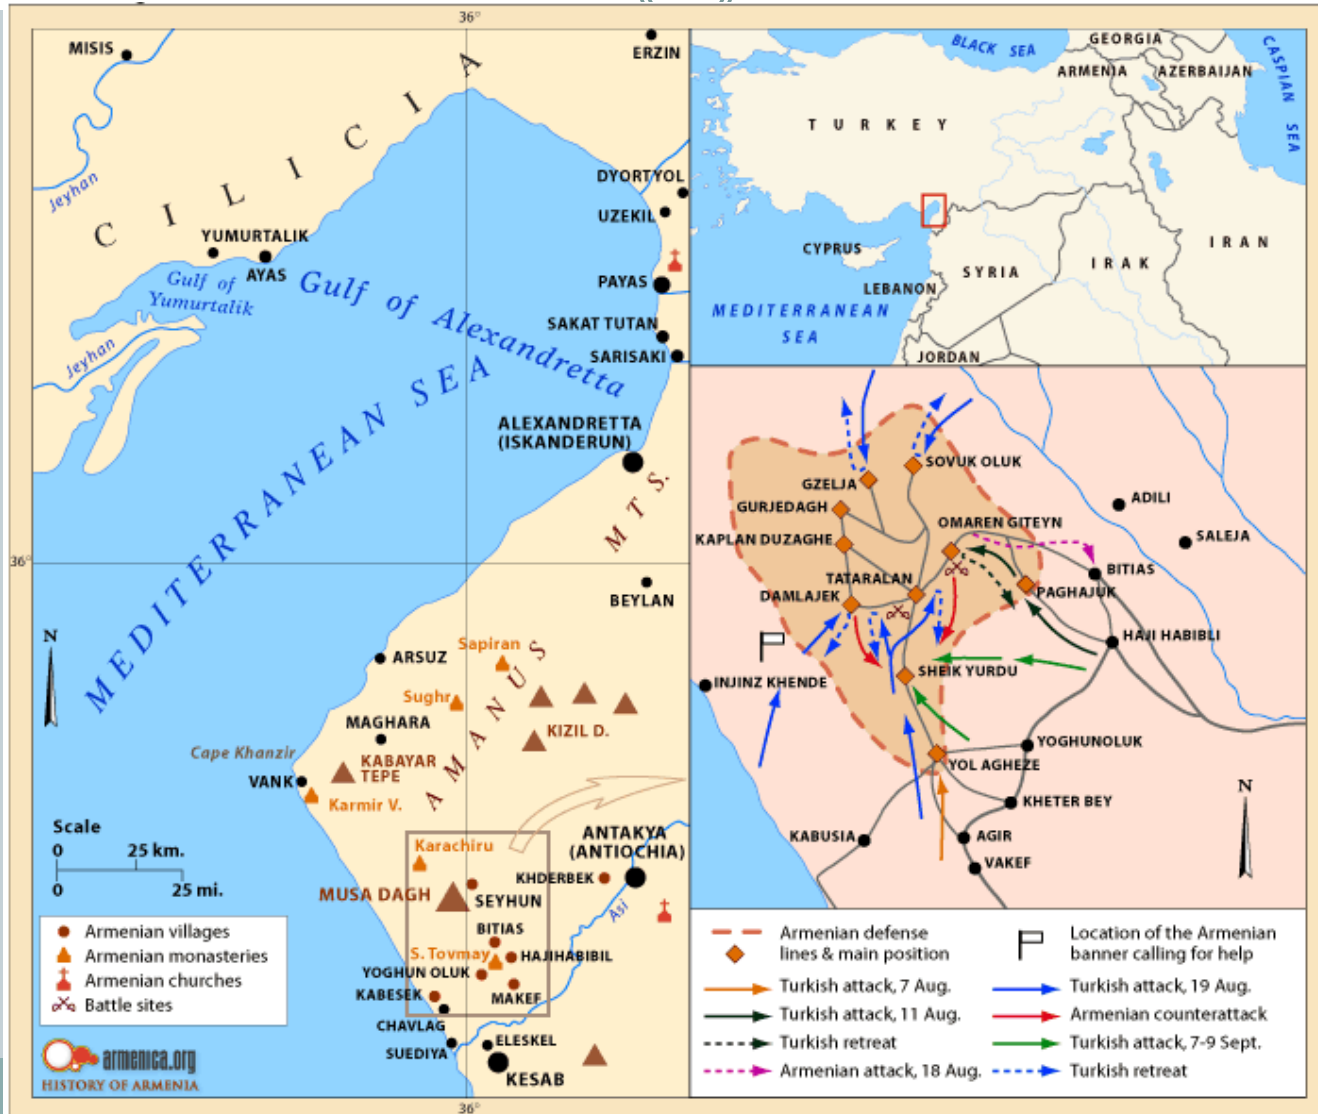 36°
MISIS
ERZIN
CILICIA
Jeyhan
DYORTYOL
UZEKIL
YUMURTALIK
AYAS
Gulf of
Yumurtalik
Gulf of Alexandretta
PAYAS
SAKAT TUTAN
SARISAKI
Jeyhan
MEDITERRANEAN SEA
ALEXANDRETTA
(ISKANDERUN)
AMANUS MTS.
36°
BEYLAN
N
ARSUZ
Sapiran
Sughr
MAGHARA
KIZIL D.
Cape Khanzir
KABAYAR
TEPE
VANK
Karmir V.
Scale
0 25 km.
0 25 mi.
Karachiru
ANTAKYA
(ANTIOCHIA)
KHDERBEK
MUSA DAGH
SEYHUN
Asi
BITIAS
S. Tovmay
HAJIHABIBIL
YOGHUN OLUK
KABESEK
MAKEF
CHAVLAG
SUEDIYA
ELESKEL
KESAB
36°
Armenian villages
Armenian monasteries
Armenian churches
Battle sites
armenica.org
HISTORY OF ARMENIA
BLACK SEA
GEORGIA
CASPIAN SEA
ARMENIA
AZERBAIJAN
TURKEY
CYPRUS
SYRIA
IRAK
IRAN
LEBANON
MEDITERRANEAN
SEA
JORDAN
SOVUK OLUK
GZELJA
ADILI
GURJEDAGH
OMAREN GITEYN
KAPLAN DUZAGHE
SALEJA
BITIAS
TATARALAN
PAGHAJUK
DAMLAJEK
HAJI HABIBLI
SHEIK YURDU
INJINZ KHENDE
YOGHUNOLUK
YOL AGHEZE
N
KHETER BEY
KABUSIA
AGIR
VAKEF
Armenian defense
lines & main position
Turkish attack, 7 Aug.
Turkish attack, 11 Aug.
Turkish retreat
Armenian attack, 18 Aug.
Location of the Armenian
banner calling for help
Turkish attack, 19 Aug.
Armenian counterattack
Turkish attack, 7-9 Sept.
Turkish retreat